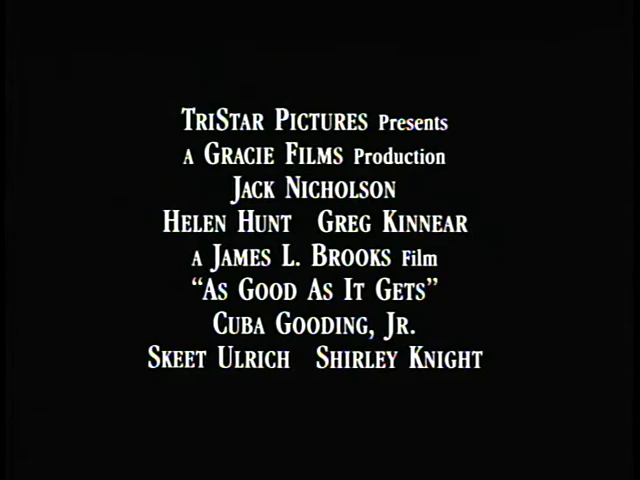 TriStar Pictures Presents
A Gracie Films Production
Jack Nicholson
Helen Hunt Greg Kinnear
A James L. Brooks Film
“As Good As It Gets”
Cuba Gooding, Jr.
Skeet Ulrich Shirley Knight